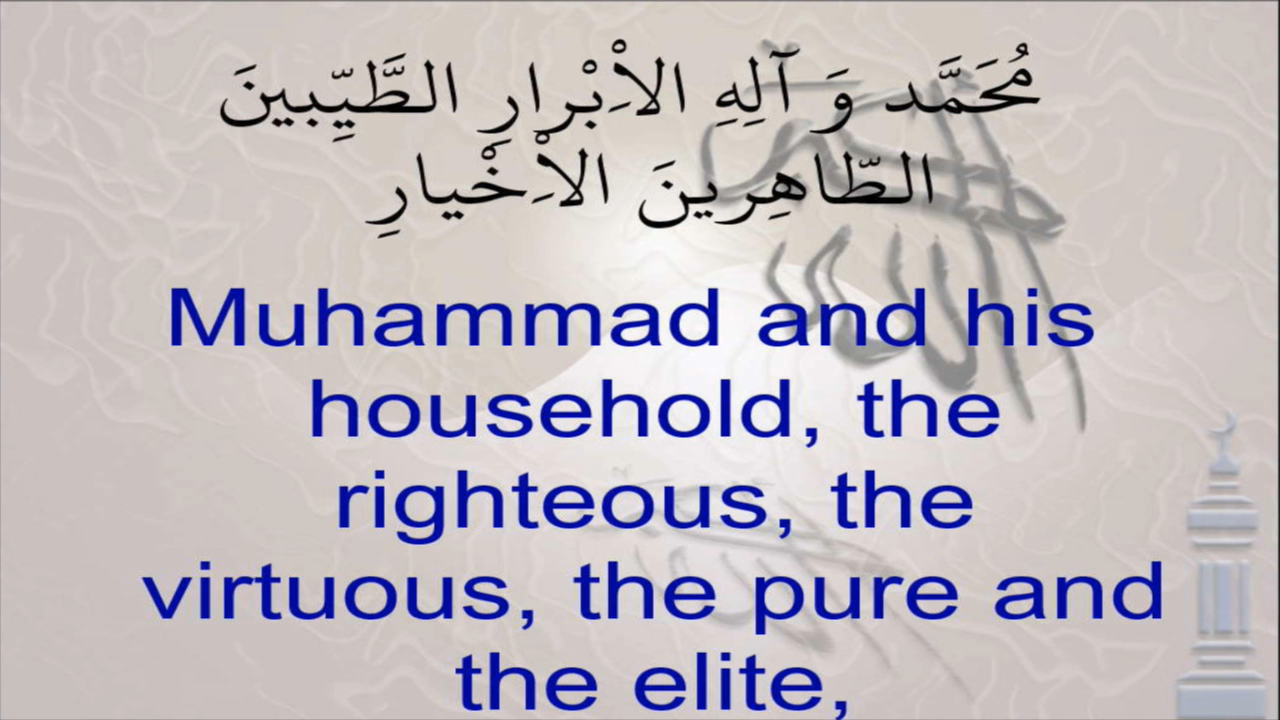 مُحَمَّد وَ آلِهِ الاَِبْرارِ الطَّيِّبينَ
الطّاهِرينَ الاَِخْيارِ
Muhammad and his
household, the
righteous, the
virtuous, the pure and
the elite,